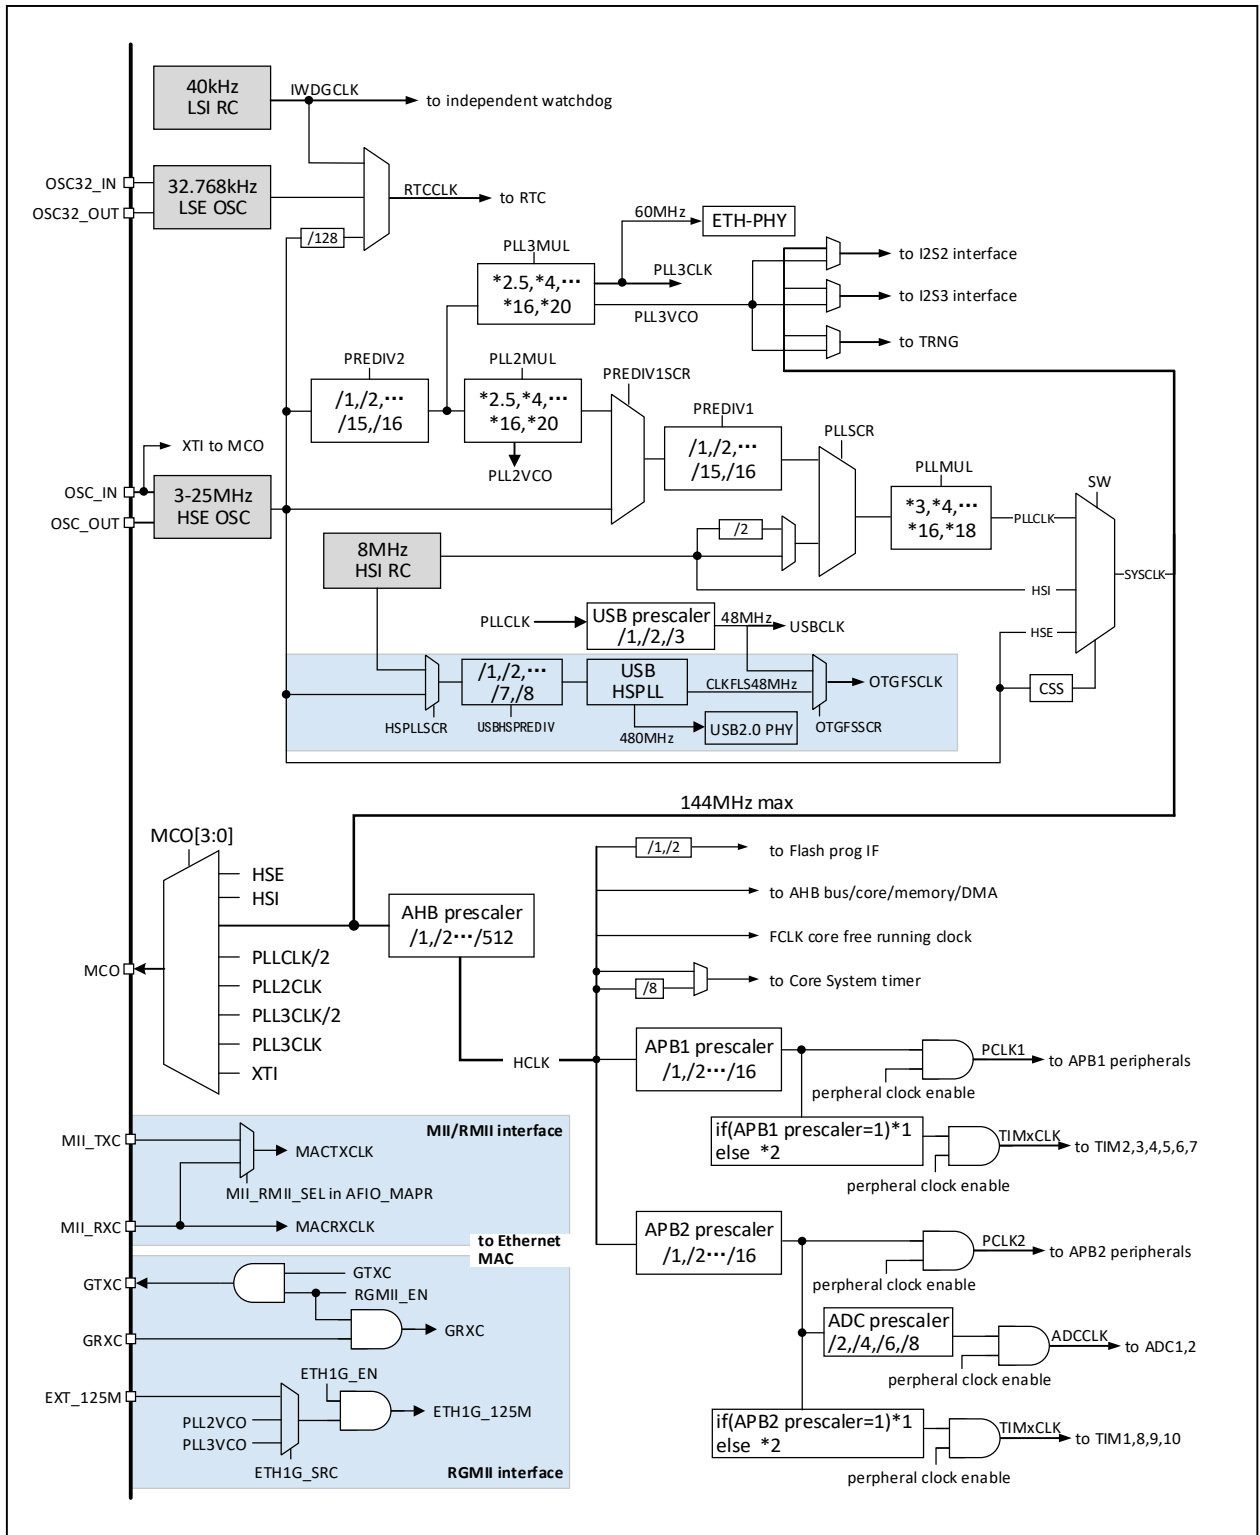 40kHz
LSI RC
IWDGCLK
to independent watchdog
OSC32_IN
OSC32_OUT
32.768kHz
LSE OSC
RTCCLK
to RTC
/128
60MHz
ETH-PHY
PLL3MUL
*2.5,*4,···
*16,*20
PLL3CLK
PLL3VCO
to I2S2 interface
to I2S3 interface
to TRNG
PREDIV2
/1,/2,···
/15,/16
PLL2MUL
*2.5,*4,···
*16,*20
PLL2VCO
PREDIV1SCR
PREDIV1
/1,/2,···
/15,/16
PLLSCR
PLLMUL
*3,*4,···
*16,*18
PLLCLK
SW
XTI to MCO
OSC_IN
OSC_OUT
3-25MHz
HSE OSC
8MHz
HSI RC
/2
HSI
SYSCLK
HSE
CSS
PLLCLK
USB prescaler
/1,/2,/3
48MHz
USBCLK
/1,/2,···
/7,/8
USB
HSPLL
CLKFLS48MHz
OTGFSCLK
HSPLLSCR
USBHSPREDIV
480MHz
USB2.0 PHY
OTGFSSCR
144MHz max
MCO[3:0]
HSE
HSI
PLLCLK/2
PLL2CLK
PLL3CLK/2
PLL3CLK
XTI
MCO
AHB prescaler
/1,/2···/512
HCLK
/1,/2
to Flash prog IF
to AHB bus/core/memory/DMA
FCLK core free running clock
/8
to Core System timer
APB1 prescaler
/1,/2···/16
PCLK1
to APB1 peripherals
perpheral clock enable
if(APB1 prescaler=1)*1
else *2
TIMxCLK
to TIM2,3,4,5,6,7
perpheral clock enable
APB2 prescaler
/1,/2···/16
PCLK2
to APB2 peripherals
perpheral clock enable
ADC prescaler
/2,/4,/6,/8
ADCCLK
to ADC1,2
perpheral clock enable
if(APB2 prescaler=1)*1
else *2
TIMxCLK
to TIM1,8,9,10
perpheral clock enable
MII/RMII interface
MII_TXC
MACTXCLK
MII_RMII_SEL in AFIO_MAPR
MII_RXC
MACRXCLK
to Ethernet
MAC
GTXC
GTXC
RGMII_EN
GRXC
GRXC
ETH1G_EN
EXT_125M
PLL2VCO
PLL3VCO
ETH1G_125M
ETH1G_SRC
RGMII interface